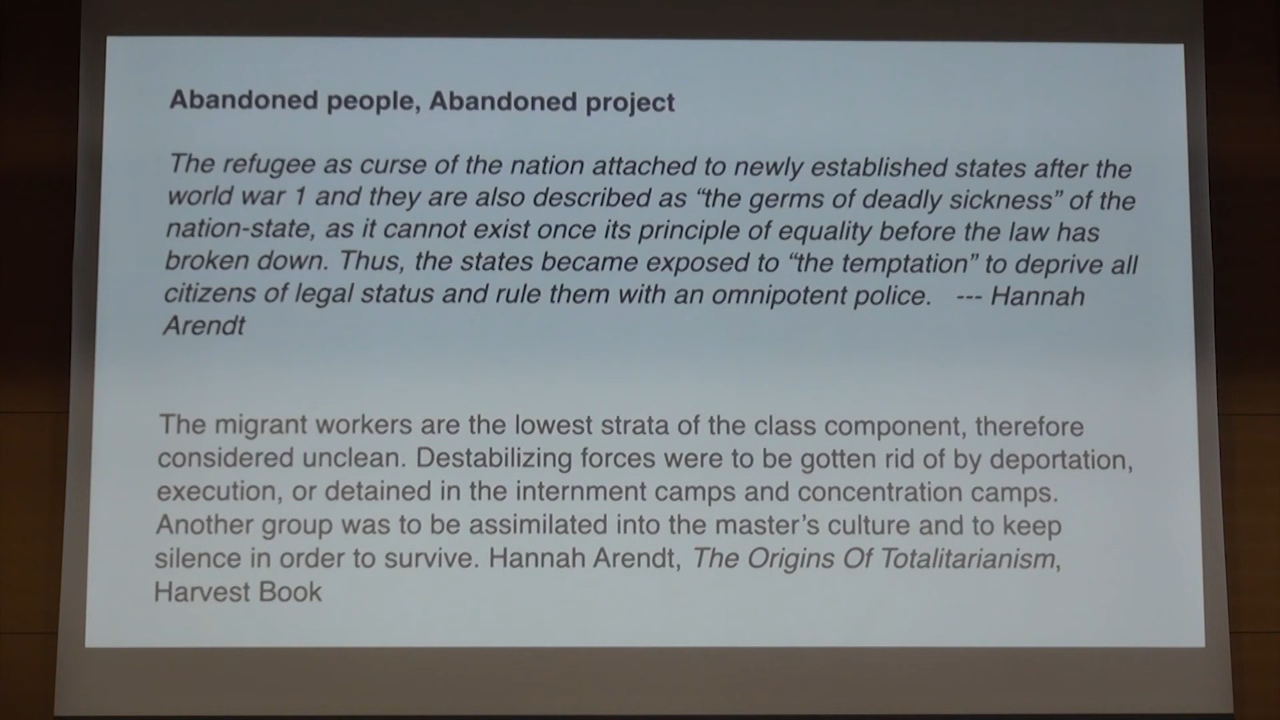 Abandoned people, Abandoned project
The refugee as curse of the nation attached to newly established states after the
world war 1 and they are also described as “the germs of deadly sickness” of the
nation-state, as it cannot exist once its principle of equality before the law has
broken down. Thus, the states became exposed to “the temptation” to deprive all
citizens of legal status and rule them with an omnipotent police. --- Hannah
Arendt
The migrant workers are the lowest strata of the class component, therefore
considered unclean. Destabilizing forces were to be gotten rid of by deportation,
execution, or detained in the internment camps and concentration camps.
Another group was to be assimilated into the master’s culture and to keep
silence in order to survive. Hannah Arendt, The Origins Of Totalitarianism,
Harvest Book